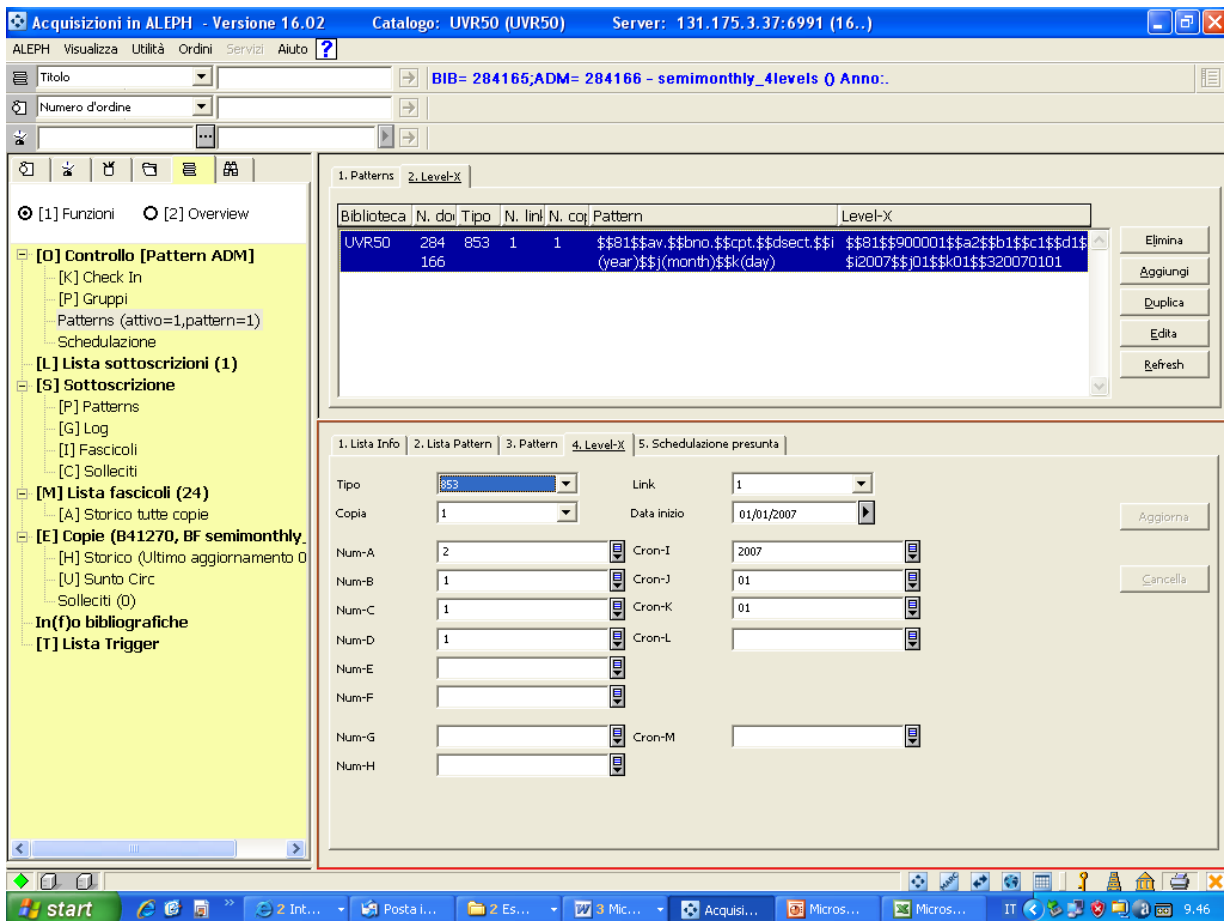 Acquisizioni in ALEPH - Versione 16.02 Catalogo: UVR50 (UVR50) Server: 131.175.3.37:6991 (16..)
ALEPH Visualizza Utilità Ordini Servizi Aiuto ?
Titolo BIB= 284165;ADM= 284166 - semimonthly_4levels () Anno:.
Numero d'ordine
[1] Funzioni [2] Overview
[O] Controllo [Pattern ADM]
[K] Check In
[P] Gruppi
Patterns (attivo=1,pattern=1)
Schedulazione
[L] Lista sottoscrizioni (1)
[S] Sottoscrizione
[P] Patterns
[G] Log
[I] Fascicoli
[C] Solleciti
[M] Lista fascicoli (24)
[A] Storico tutte copie
[E] Copie (B41270, BF semimonthly_
[H] Storico (Ultimo aggiornamento 0
[U] Sunto Circ
Solleciti (0)
In(f)o bibliografiche
[T] Lista Trigger
1. Patterns 2. Level-X
Biblioteca N. do Tipo N. link N. cop Pattern Level-X
UVR50 284 853 1 1 $$81$$av.$$bno.$$cpt.$$dsect.$$i $$81$$900001$$a2$$b1$$c1$$d1$
166 (year)$$j(month)$$k(day) $i2007$$j01$$k01$$320070101
Elimina
Aggiungi
Duplica
Edita
Refresh
1. Lista Info 2. Lista Pattern 3. Pattern 4. Level-X 5. Schedulazione presunta
Tipo 853 Link 1
Copia 1 Data inizio 01/01/2007
Aggiorna
Num-A 2 Cron-I 2007
Num-B 1 Cron-J 01
Cancella
Num-C 1 Cron-K 01
Num-D 1 Cron-L
Num-E
Num-F
Num-G Cron-M
Num-H
start 2 Int... Posta i... 2 Es... 3 Mic... Acquisi... Micros... Micros... IT 9.46